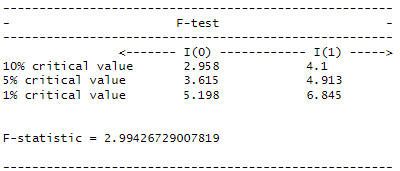 ------------------------------------------------------
-                       F-test                       -
------------------------------------------------------
                <------- I(0) ------------ I(1) ----->
10% critical value       2.958            4.1
5% critical value        3.615            4.913
1% critical value        5.198            6.845
F-statistic = 2.99426729007819
------------------------------------------------------